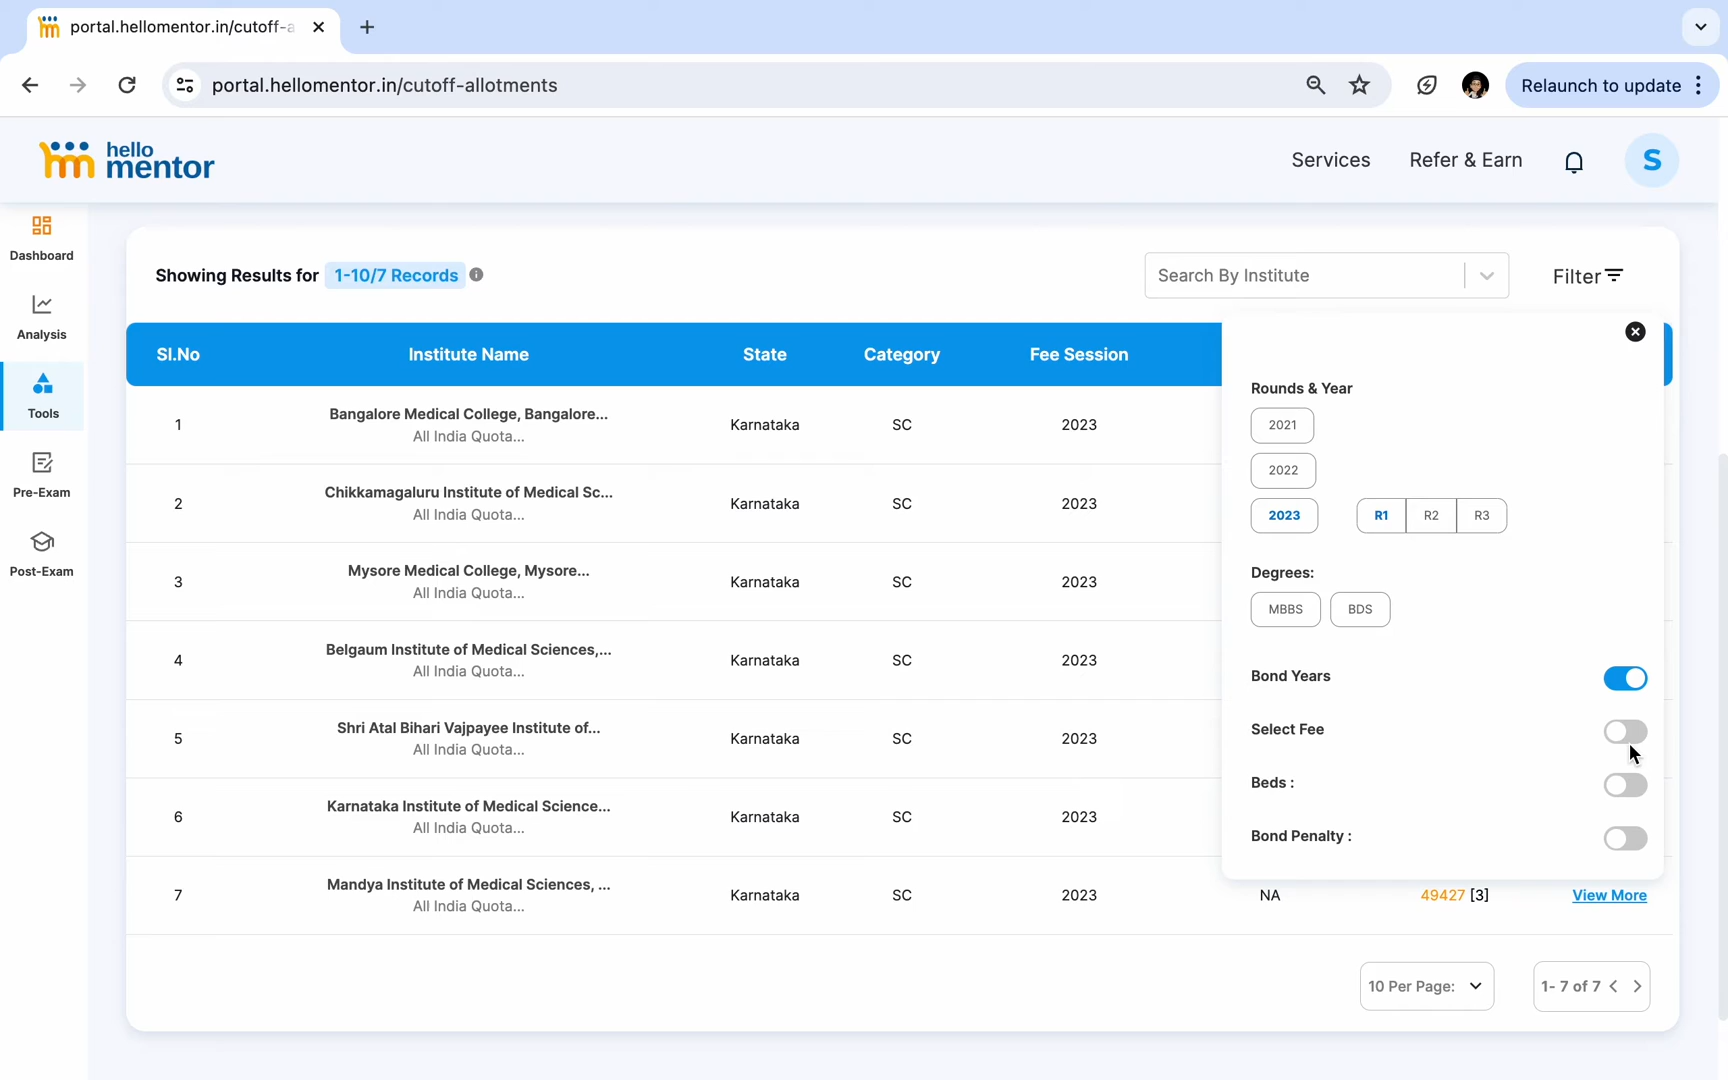 portal.hellomentor.in/cutoff-a
portal.hellomentor.in/cutoff-allotments
Relaunch to update
hello
mentor
Services
Refer & Earn
S
Dashboard
Analysis
Tools
Pre-Exam
Post-Exam
Showing Results for 1-10/7 Records
Search By Institute
Filter
Sl.No Institute Name State Category Fee Session
1 Bangalore Medical College, Bangalore... Karnataka SC 2023
All India Quota...
2 Chikkamagaluru Institute of Medical Sc... Karnataka SC 2023
All India Quota...
3 Mysore Medical College, Mysore... Karnataka SC 2023
All India Quota...
4 Belgaum Institute of Medical Sciences,... Karnataka SC 2023
All India Quota...
5 Shri Atal Bihari Vajpayee Institute of... Karnataka SC 2023
All India Quota...
6 Karnataka Institute of Medical Science... Karnataka SC 2023
All India Quota...
7 Mandya Institute of Medical Sciences, ... Karnataka SC 2023 NA 49427 [3] View More
All India Quota...
Rounds & Year
2021
2022
2023 R1 R2 R3
Degrees:
MBBS BDS
Bond Years
Select Fee
Beds :
Bond Penalty :
10 Per Page:
1- 7 of 7